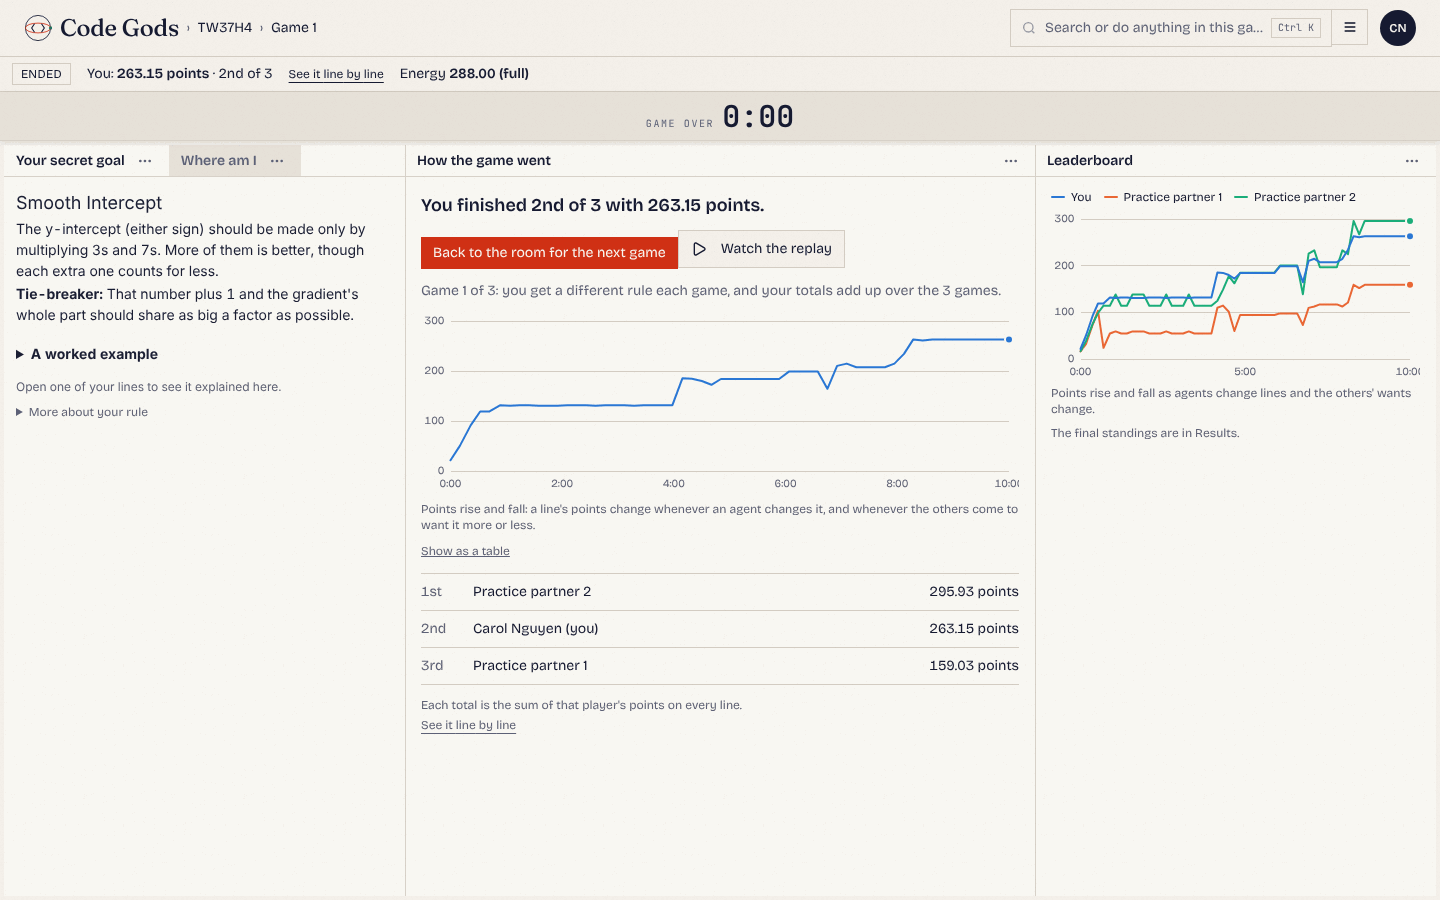 Code Gods › TW37H4 › Game 1
Search or do anything in this ga... Ctrl K
CN
ENDED You: 263.15 points · 2nd of 3 See it line by line Energy 288.00 (full)
GAME OVER 0:00
Your secret goal ···
Where am I ···
Smooth Intercept
The y-intercept (either sign) should be made only by
multiplying 3s and 7s. More of them is better, though
each extra one counts for less.
Tie-breaker: That number plus 1 and the gradient's
whole part should share as big a factor as possible.
A worked example
Open one of your lines to see it explained here.
More about your rule
How the game went ···
You finished 2nd of 3 with 263.15 points.
Back to the room for the next game
Watch the replay
Game 1 of 3: you get a different rule each game, and your totals add up over the 3 games.
300
200
100
0
0:00 2:00 4:00 6:00 8:00 10:00
Points rise and fall: a line's points change whenever an agent changes it, and whenever the others come to
want it more or less.
Show as a table
1st Practice partner 2 295.93 points
2nd Carol Nguyen (you) 263.15 points
3rd Practice partner 1 159.03 points
Each total is the sum of that player's points on every line.
See it line by line
Leaderboard ···
You Practice partner 1 Practice partner 2
300
200
100
0
0:00 5:00 10:00
Points rise and fall as agents change lines and the others' wants
change.
The final standings are in Results.